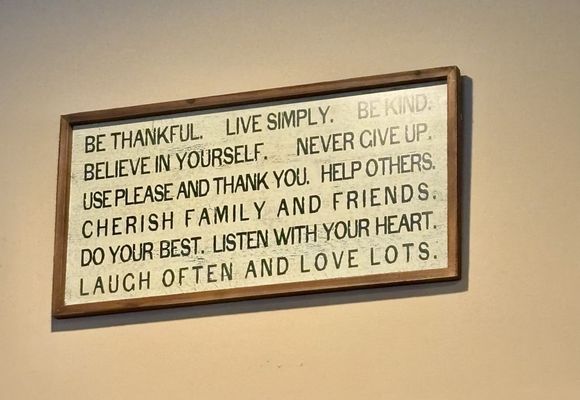 BE THANKFUL. LIVE SIMPLY. BE KIND.
BELIEVE IN YOURSELF. NEVER GIVE UP.
USE PLEASE AND THANK YOU. HELP OTHERS.
CHERISH FAMILY AND FRIENDS.
DO YOUR BEST. LISTEN WITH YOUR HEART.
LAUGH OFTEN AND LOVE LOTS.